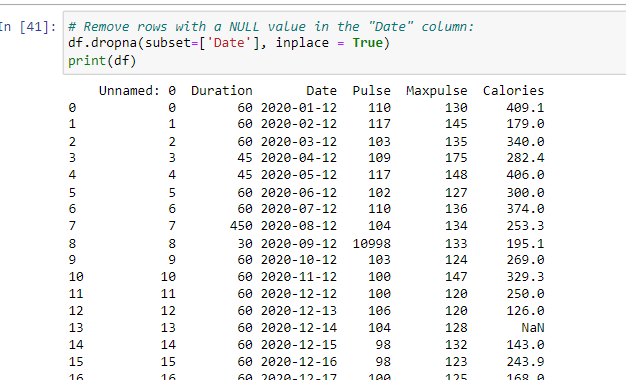 In [41]: # Remove rows with a NULL value in the "Date" column:
df.dropna(subset=['Date'], inplace = True)
print(df)
Unnamed: 0 Duration Date Pulse Maxpulse Calories
0 0 60 2020-01-12 110 130 409.1
1 1 60 2020-02-12 117 145 179.0
2 2 60 2020-03-12 103 135 340.0
3 3 45 2020-04-12 109 175 282.4
4 4 45 2020-05-12 117 148 406.0
5 5 60 2020-06-12 102 127 300.0
6 6 60 2020-07-12 110 136 374.0
7 7 450 2020-08-12 104 134 253.3
8 8 30 2020-09-12 10998 133 195.1
9 9 60 2020-10-12 103 124 269.0
10 10 60 2020-11-12 100 147 329.3
11 11 60 2020-12-12 100 120 250.0
12 12 60 2020-12-13 106 120 126.0
13 13 60 2020-12-14 104 128 NaN
14 14 60 2020-12-15 98 132 143.0
15 15 60 2020-12-16 98 123 243.9
16 16 60 2020-12-17 100 125 168.0